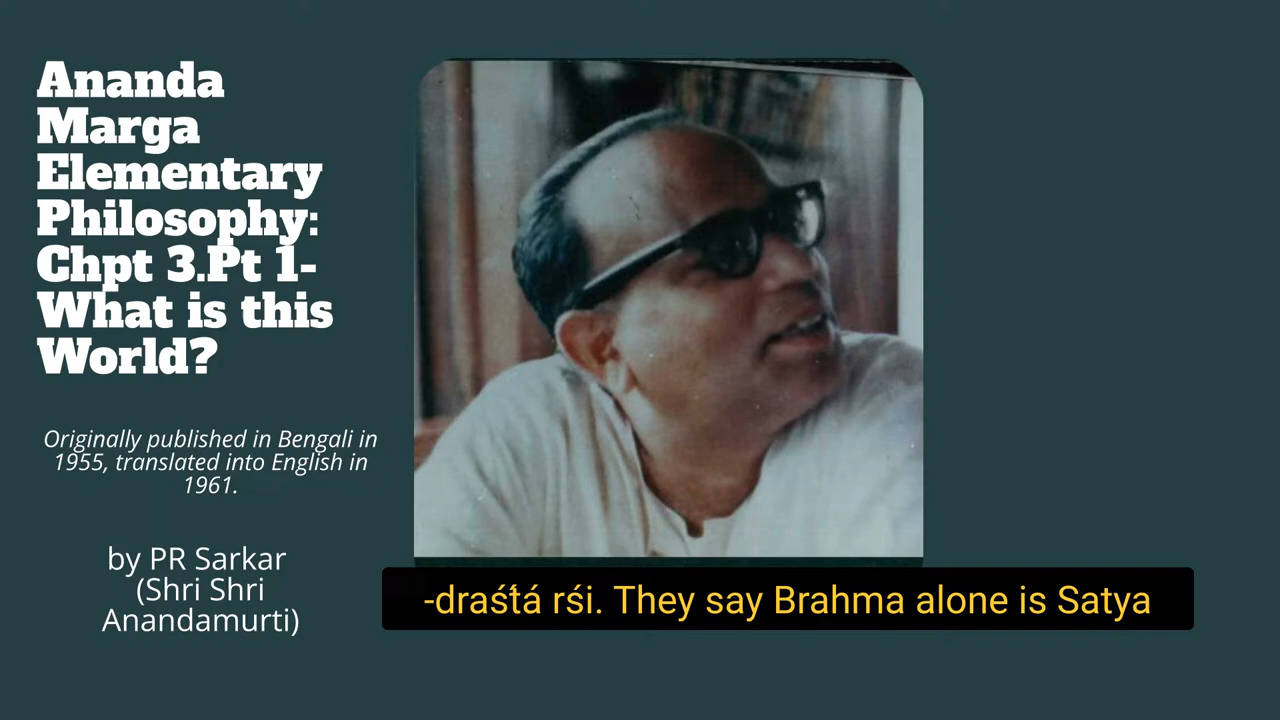 Ananda
Marga
Elementary
Philosophy:
Chpt 3.Pt 1-
What is this
World?
Originally published in Bengali in
1955, translated into English in
1961.
by PR Sarkar
(Shri Shri
Anandamurti)
-draśt́á rśi. They say Brahma alone is Satya